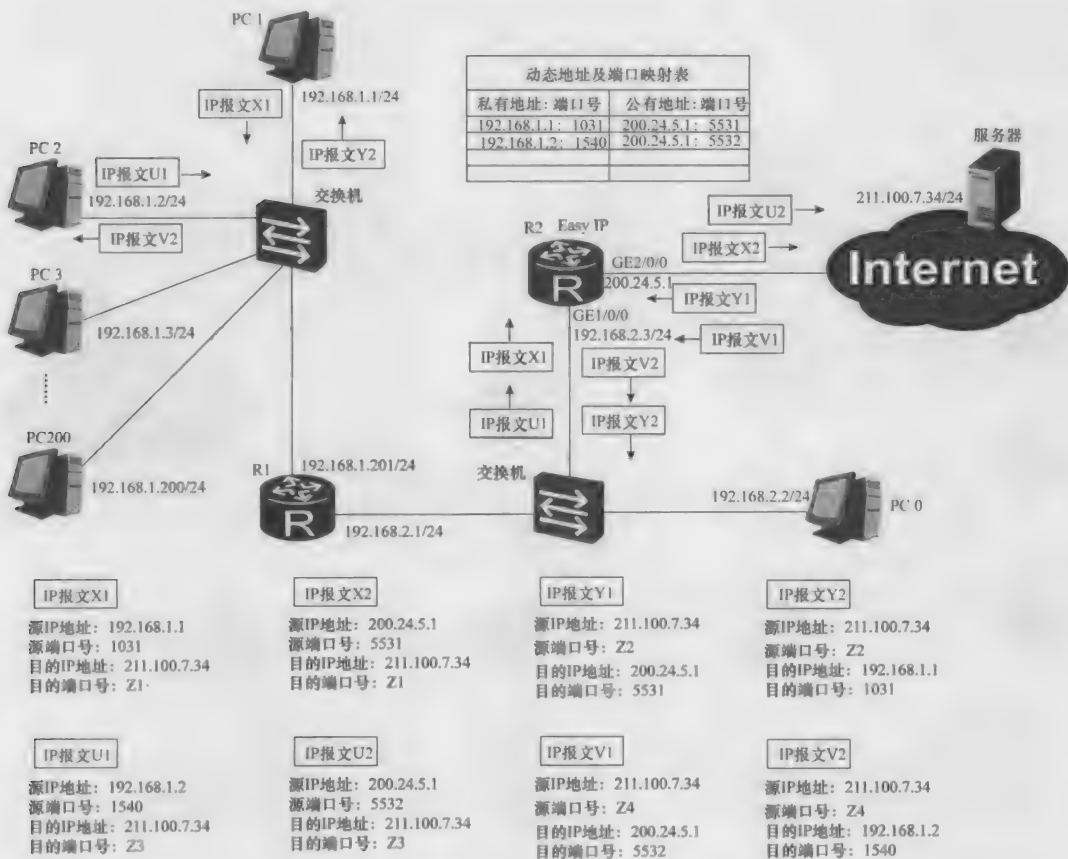 PC 1
192.168.1.1/24
IP报文X1
IP报文Y2
PC 2
IP报文U1
192.168.1.2/24
IP报文V2
交换机
PC 3
192.168.1.3/24
PC200
192.168.1.200/24
R1
192.168.1.201/24
R
192.168.2.1/24
动态地址及端口映射表
私有地址: 端口号 公有地址: 端口号
192.168.1.1: 1031 200.24.5.1: 5531
192.168.1.2: 1540 200.24.5.1: 5532
服务器
211.100.7.34/24
IP报文U2
IP报文X2
R2 Easy IP
R
GE2/0/0
200.24.5.1
Internet
IP报文Y1
GE1/0/0
192.168.2.3/24
IP报文V1
IP报文X1
IP报文V2
IP报文U1
IP报文Y2
交换机
192.168.2.2/24
PC 0
IP报文X1
源IP地址: 192.168.1.1
源端口号: 1031
目的IP地址: 211.100.7.34
目的端口号: Z1
IP报文X2
源IP地址: 200.24.5.1
源端口号: 5531
目的IP地址: 211.100.7.34
目的端口号: Z1
IP报文Y1
源IP地址: 211.100.7.34
源端口号: Z2
目的IP地址: 200.24.5.1
目的端口号: 5531
IP报文Y2
源IP地址: 211.100.7.34
源端口号: Z2
目的IP地址: 192.168.1.1
目的端口号: 1031
IP报文U1
源IP地址: 192.168.1.2
源端口号: 1540
目的IP地址: 211.100.7.34
目的端口号: Z3
IP报文U2
源IP地址: 200.24.5.1
源端口号: 5532
目的IP地址: 211.100.7.34
目的端口号: Z3
IP报文V1
源IP地址: 211.100.7.34
源端口号: Z4
目的IP地址: 200.24.5.1
目的端口号: 5532
IP报文V2
源IP地址: 211.100.7.34
源端口号: Z4
目的IP地址: 192.168.1.2
目的端口号: 1540